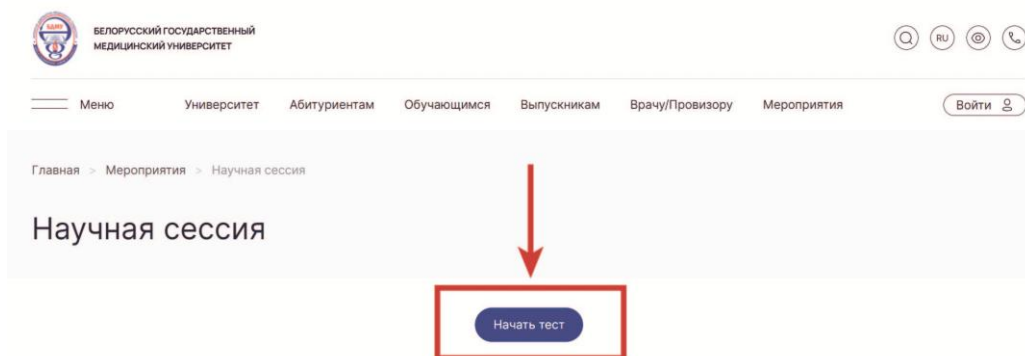 БГМУ
БЕЛОРУССКИЙ ГОСУДАРСТВЕННЫЙ
МЕДИЦИНСКИЙ УНИВЕРСИТЕТ
RU
Меню Университет Абитуриентам Обучающимся Выпускникам Врачу/Провизору Мероприятия Войти
Главная > Мероприятия > Научная сессия
Научная сессия
Начать тест